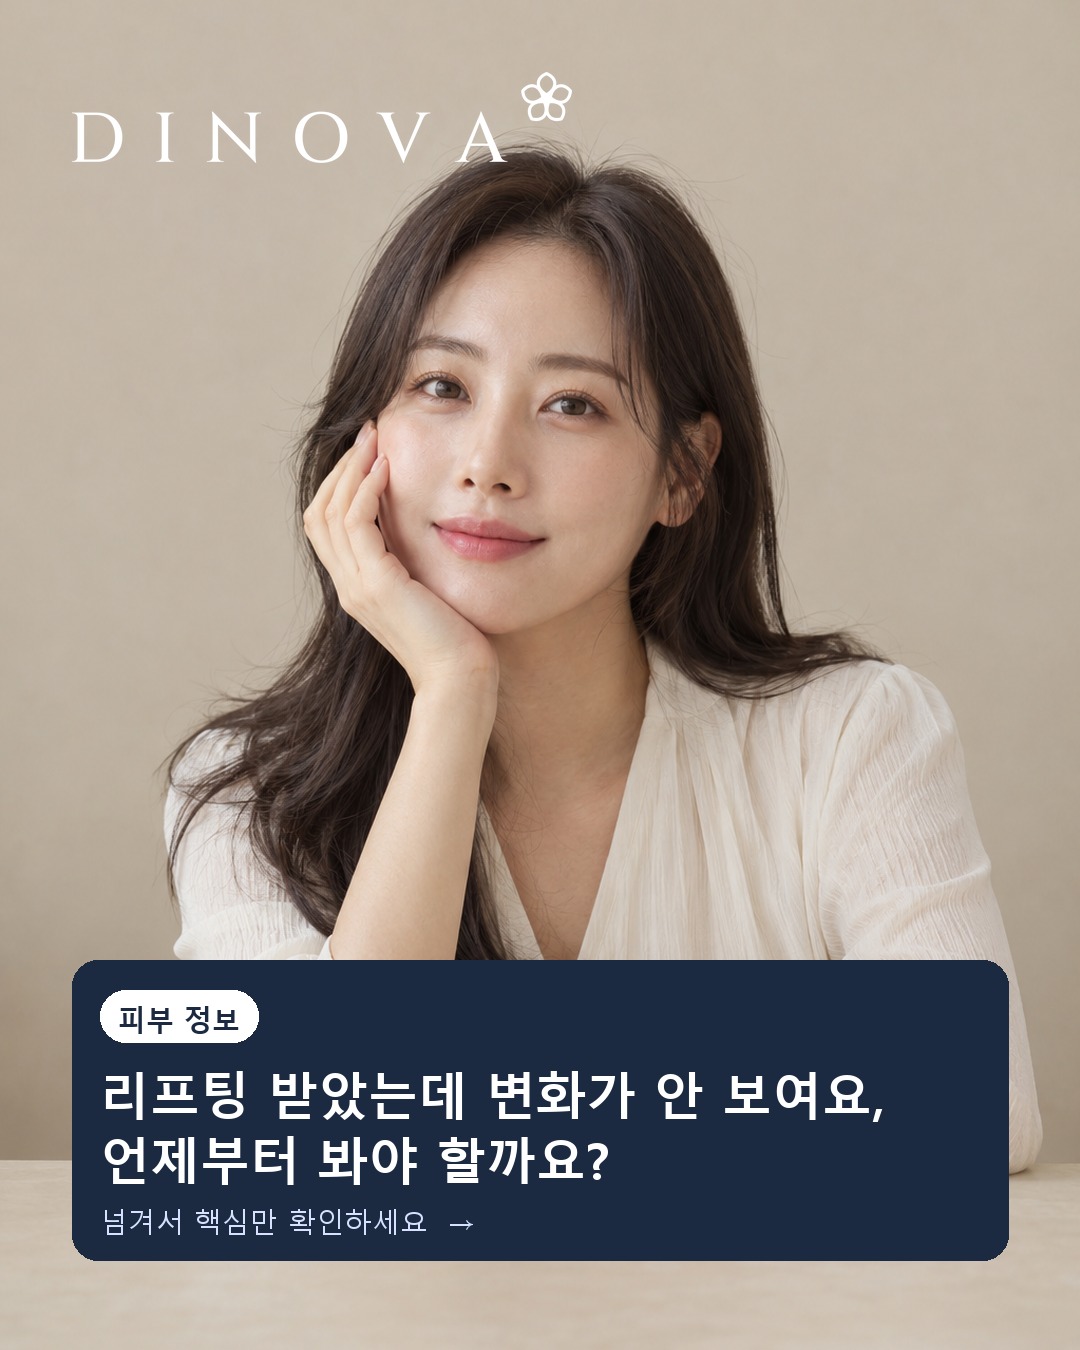 DINOVA
피부 정보
리프팅 받았는데 변화가 안 보여요,
언제부터 봐야 할까요?
넘겨서 핵심만 확인하세요 →